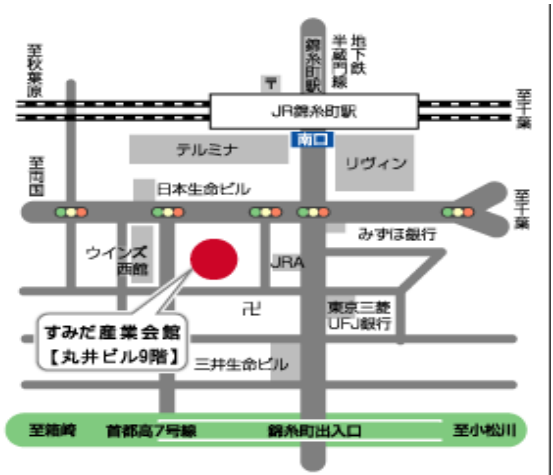 至秋葉原
錦糸町駅
地下鉄
半蔵門線
〒
JR錦糸町駅
至千葉
南口
テルミナ
リヴィン
至両国
日本生命ビル
至千葉
みずほ銀行
ウインズ
西館
JRA
卍
東京三菱
UFJ銀行
すみだ産業会館
【丸井ビル9階】
三井生命ビル
至箱崎
首都高7号線
錦糸町出入口
至小松川